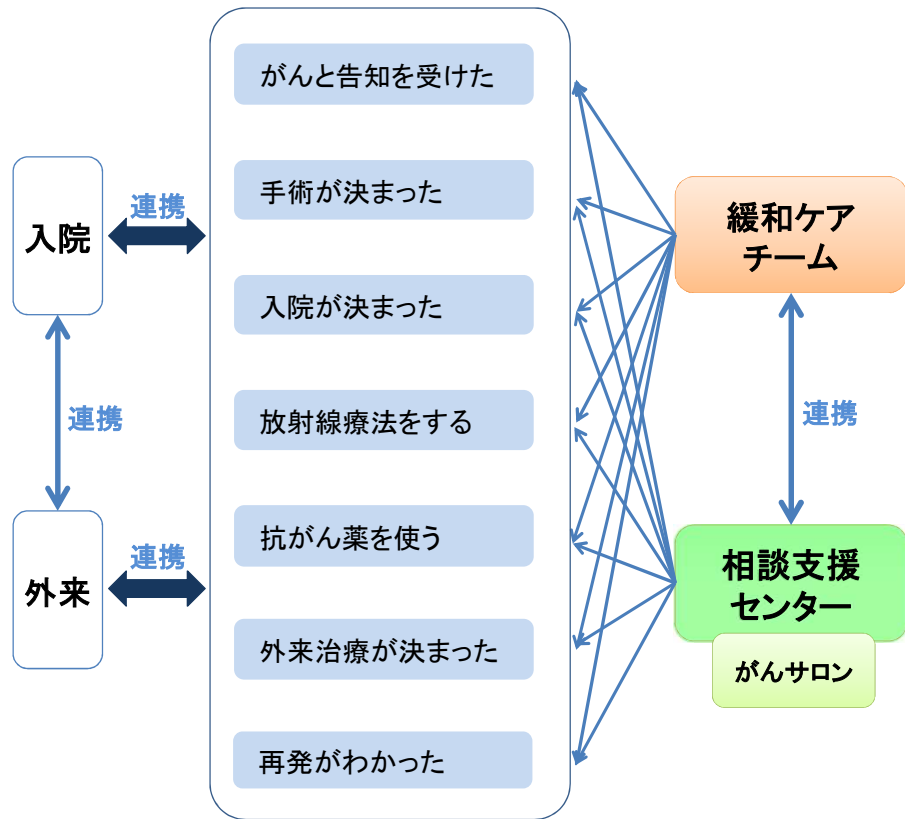 入院
連携
連携
外来
連携
がんと告知を受けた
手術が決まった
入院が決まった
放射線療法をする
抗がん薬を使う
外来治療が決まった
再発がわかった
緩和ケア
チーム
連携
相談支援
センター
がんサロン